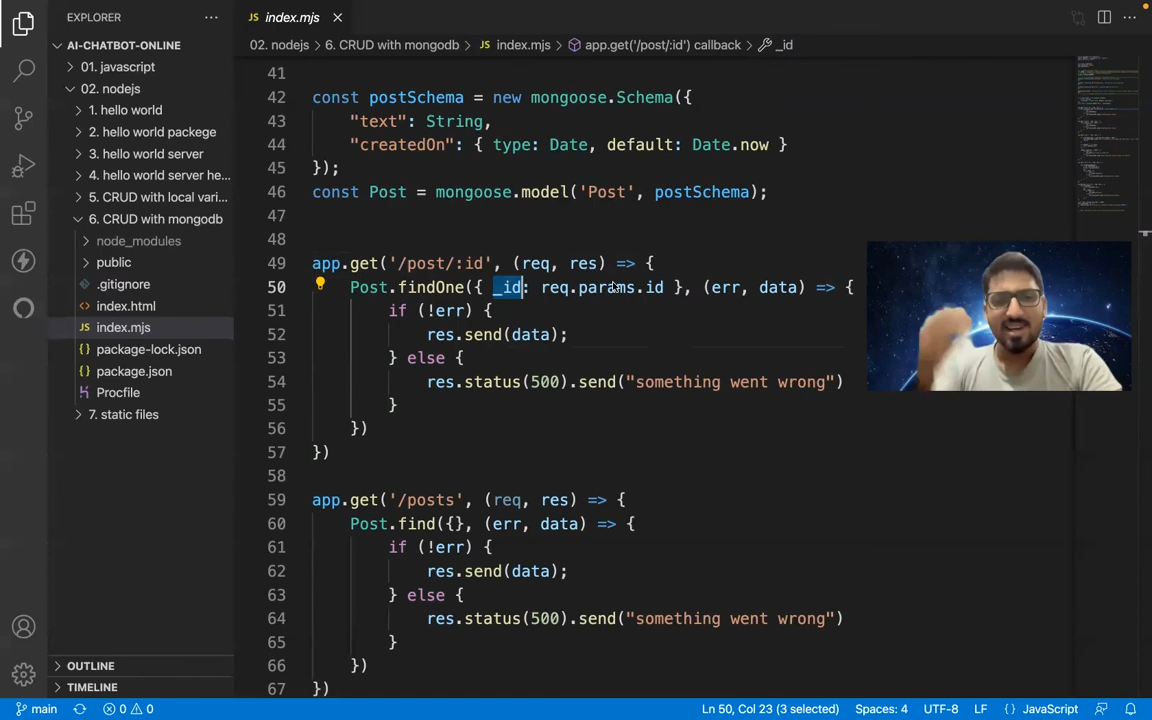 EXPLORER
AI-CHATBOT-ONLINE
01. javascript
02. nodejs
1. hello world
2. hello world packege
3. hello world server
4. hello world server he...
5. CRUD with local vari...
6. CRUD with mongodb
node_modules
public
.gitignore
index.html
JS index.mjs
{} package-lock.json
{} package.json
Procfile
7. static files
OUTLINE
TIMELINE
JS index.mjs
02. nodejs > 6. CRUD with mongodb > JS index.mjs > app.get('/post/:id') callback > _id
41
42 const postSchema = new mongoose.Schema({
43 "text": String,
44 "createdOn": { type: Date, default: Date.now }
45 });
46 const Post = mongoose.model('Post', postSchema);
47
48
49 app.get('/post/:id', (req, res) => {
50 Post.findOne({ _id: req.params.id }, (err, data) => {
51 if (!err) {
52 res.send(data);
53 } else {
54 res.status(500).send("something went wrong")
55 }
56 })
57 })
58
59 app.get('/posts', (req, res) => {
60 Post.find({}, (err, data) => {
61 if (!err) {
62 res.send(data);
63 } else {
64 res.status(500).send("something went wrong")
65 }
66 })
67 })
main 0 0 Ln 50, Col 23 (3 selected) Spaces: 4 UTF-8 LF {} JavaScript